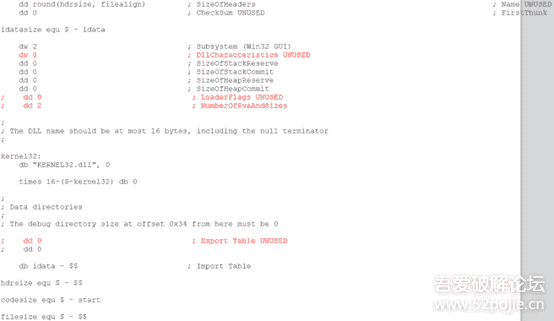 dd round(hdrsize, filealign) ; SizeOfHeaders ; Name UNUSED
dd 0 ; CheckSum UNUSED ; FirstThunk
idatasize equ $ - idata
dw 2 ; Subsystem (Win32 GUI)
dw 0 ; DllCharacteristics UNUSED
dd 0 ; SizeOfStackReserve
dd 0 ; SizeOfStackCommit
dd 0 ; SizeOfHeapReserve
dd 0 ; SizeOfHeapCommit
; dd 0 ; LoaderFlags UNUSED
; dd 2 ; NumberOfRvaAndSizes
;
; The DLL name should be at most 16 bytes, including the null terminator
;
kernel32:
db "KERNEL32.dll", 0
times 16-($-kernel32) db 0
;
; Data directories
;
; The debug directory size at offset 0x34 from here must be 0
; dd 0 ; Export Table UNUSED
; dd 0
db idata - $$ ; Import Table
hdrsize equ $ - $$
codesize equ $ - start
filesize equ $ - $$
吾爱破解论坛
www.52pojie.cn